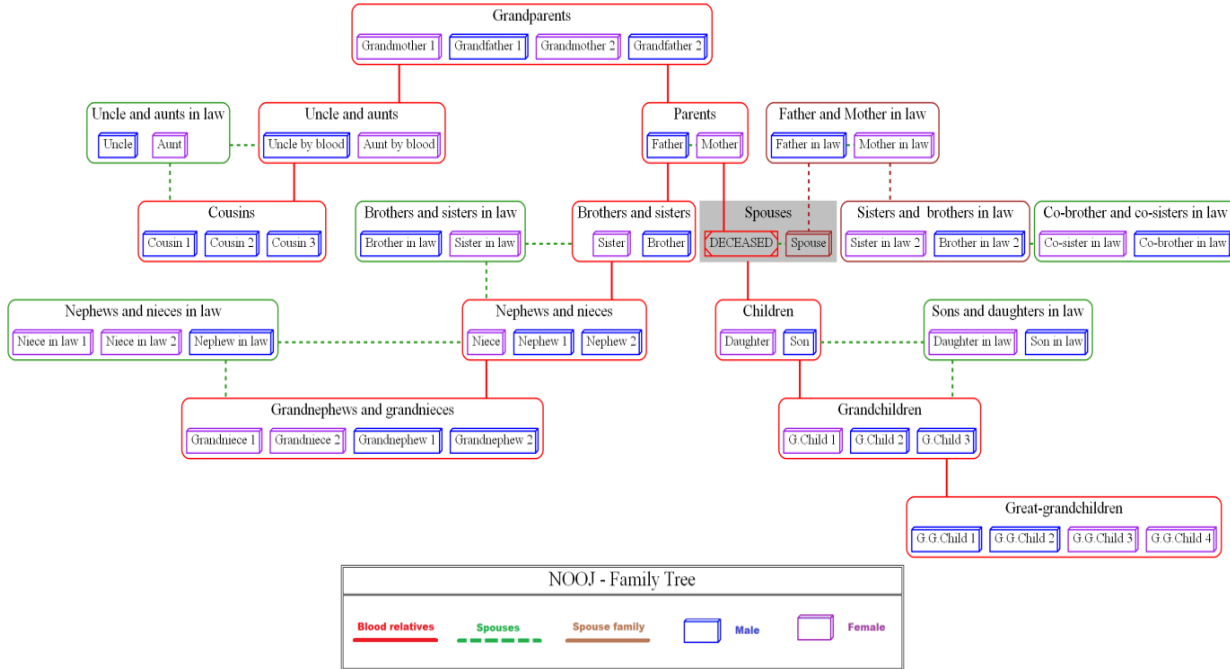 Grandparents
Grandmother 1 Grandfather 1 Grandmother 2 Grandfather 2
Uncle and aunts in law
Uncle Aunt
Uncle and aunts
Uncle by blood Aunt by blood
Parents
Father Mother
Father and Mother in law
Father in law Mother in law
Cousins
Cousin 1 Cousin 2 Cousin 3
Brothers and sisters in law
Brother in law Sister in law
Brothers and sisters
Sister Brother
Spouses
DECEASED Spouse
Sisters and brothers in law
Sister in law 2 Brother in law 2
Co-brother and co-sisters in law
Co-sister in law Co-brother in law
Nephews and nieces in law
Niece in law 1 Niece in law 2 Nephew in law
Nephews and nieces
Niece Nephew 1 Nephew 2
Children
Daughter Son
Sons and daughters in law
Daughter in law Son in law
Grandnephews and grandnieces
Grandniece 1 Grandniece 2 Grandnephew 1 Grandnephew 2
Grandchildren
G.Child 1 G.Child 2 G.Child 3
Great-grandchildren
G.G.Child 1 G.G.Child 2 G.G.Child 3 G.G.Child 4
NOOJ - Family Tree
Blood relatives Spouses Spouse family Male Female